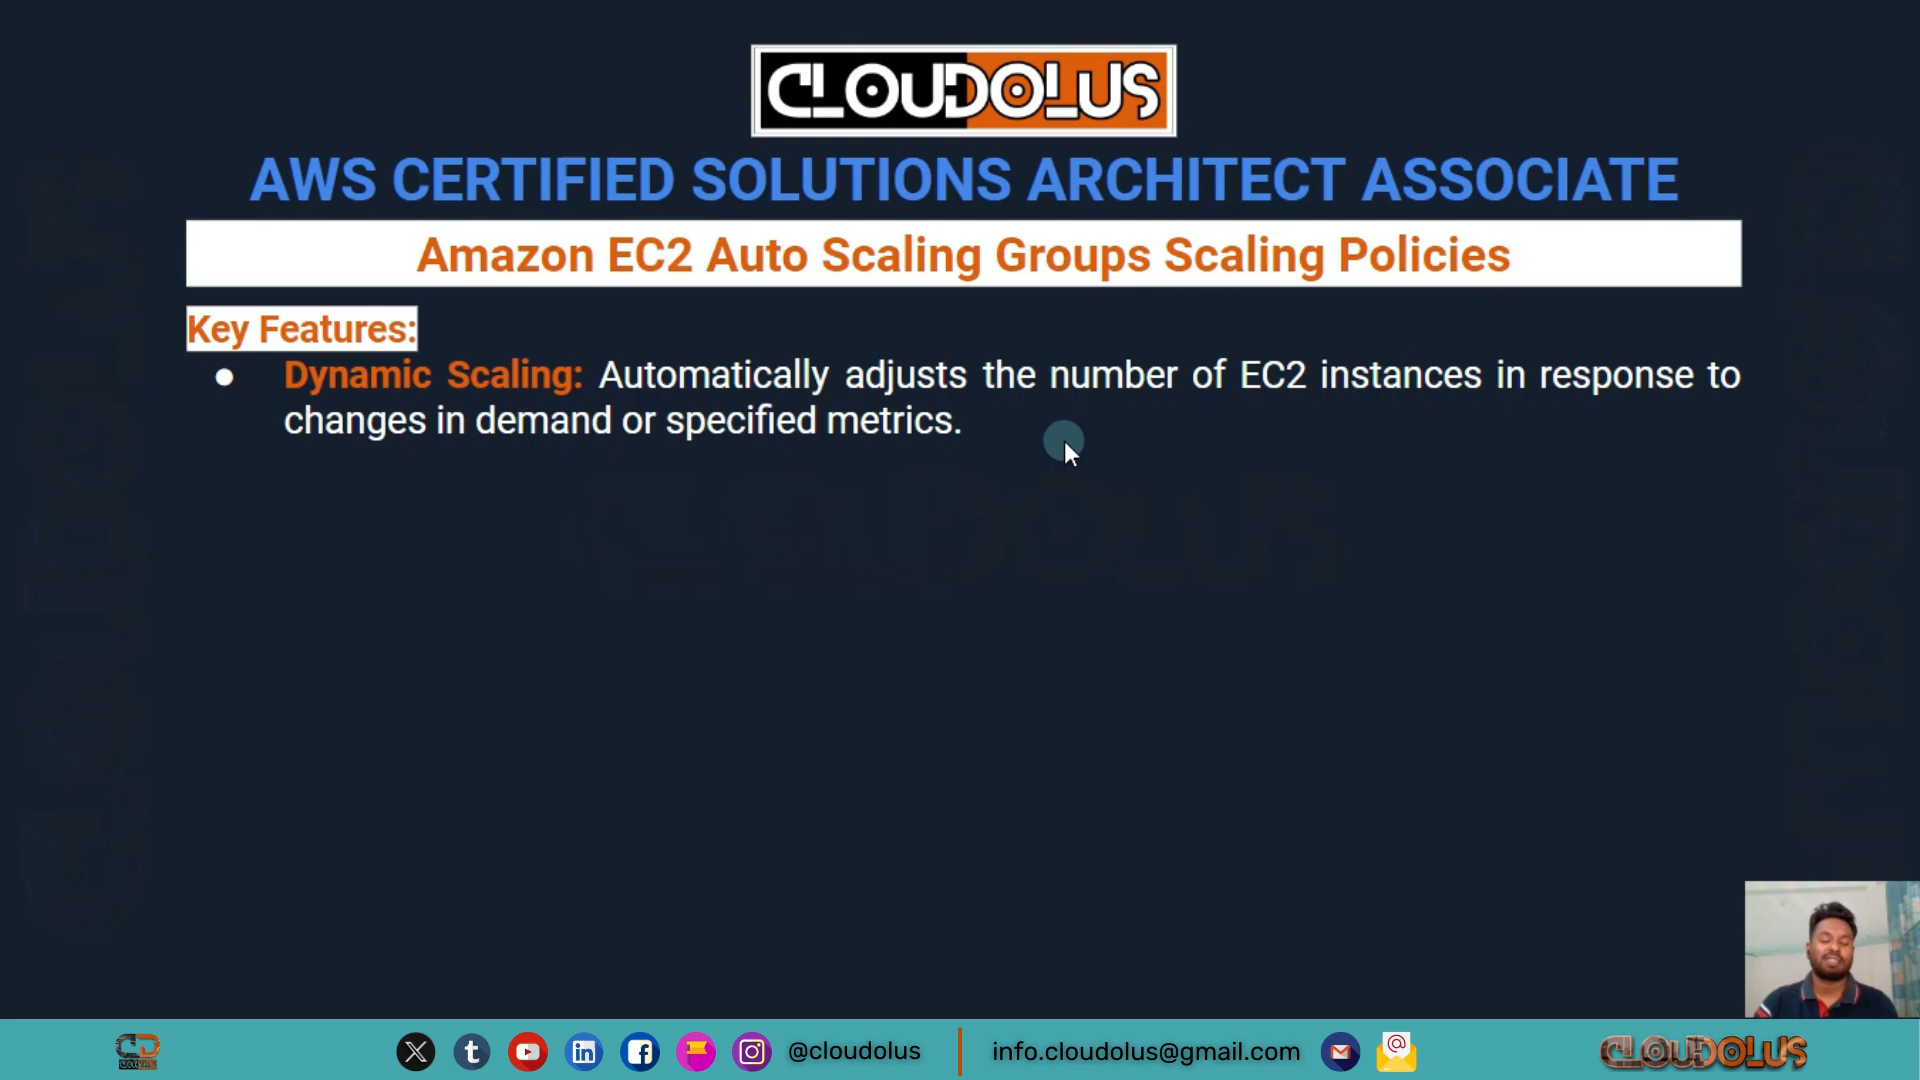 CLOUDOLUS
AWS CERTIFIED SOLUTIONS ARCHITECT ASSOCIATE
Amazon EC2 Auto Scaling Groups Scaling Policies
Key Features:
● Dynamic Scaling: Automatically adjusts the number of EC2 instances in response to
changes in demand or specified metrics.
@cloudolus
info.cloudolus@gmail.com
CLOUDOLUS